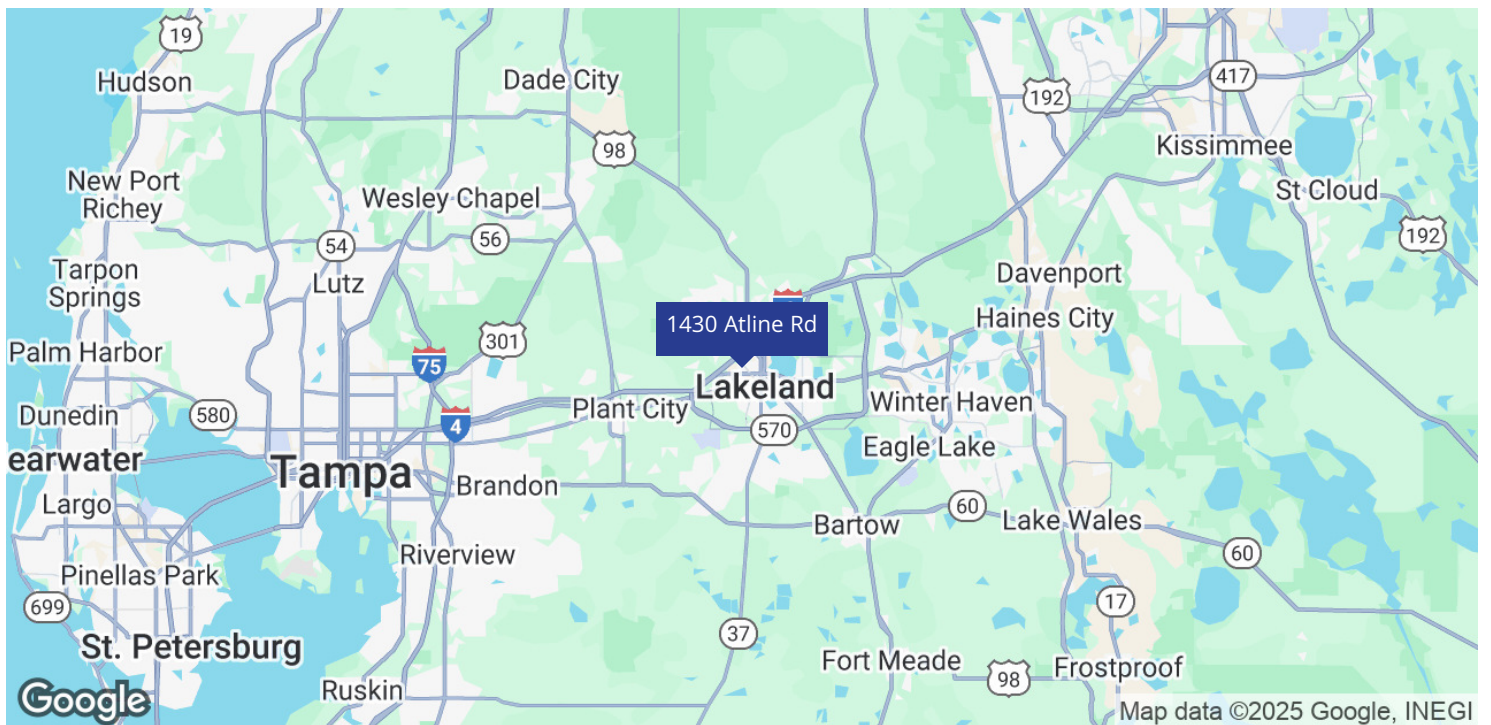 19
Hudson
Dade City
417
192
98
Kissimmee
New Port
Richey
Wesley Chapel
St Cloud
54
56
192
Tarpon
Springs
Lutz
Davenport
1430 Atline Rd
Haines City
301
Palm Harbor
75
Lakeland
Dunedin
580
Plant City
Winter Haven
4
570
Eagle Lake
earwater
Tampa
Brandon
Largo
60
Bartow
Lake Wales
Riverview
60
Pinellas Park
699
17
37
St. Petersburg
Fort Meade
98
Frostproof
Ruskin
Google
Map data ©2025 Google, INEGI